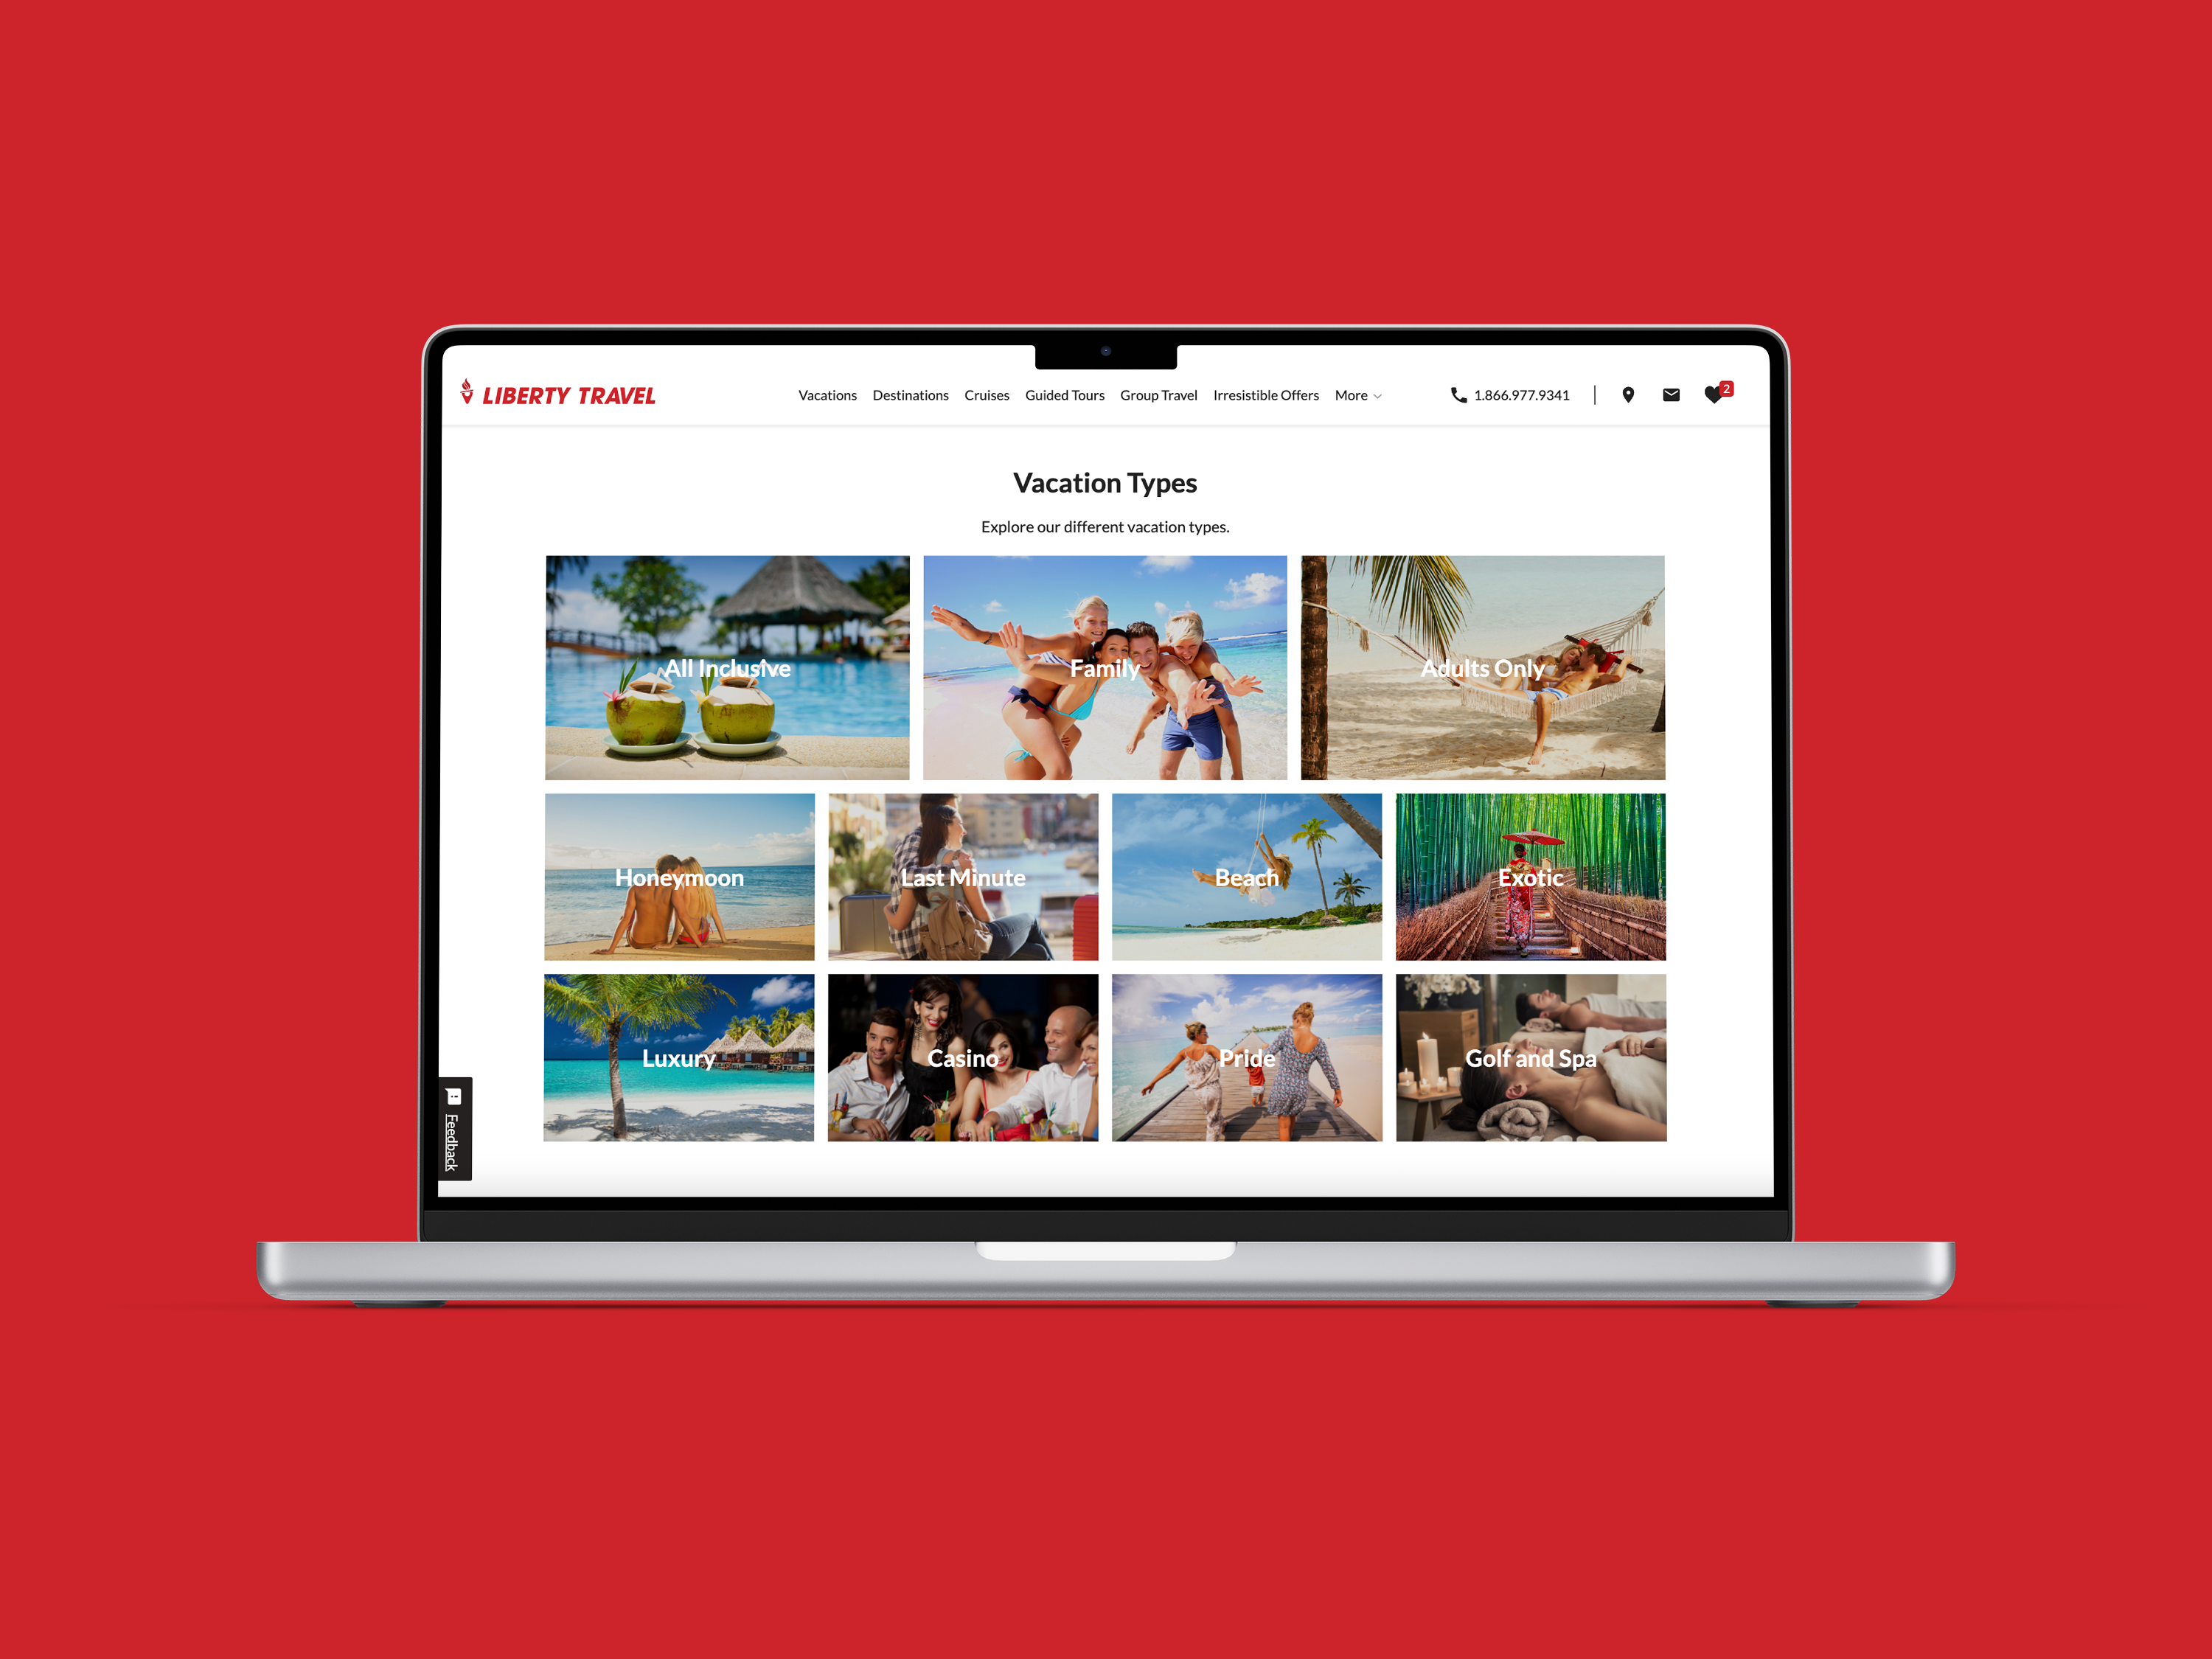 LIBERTY TRAVEL
Vacations Destinations Cruises Guided Tours Group Travel Irresistible Offers More
1.866.977.9341
2
Vacation Types
Explore our different vacation types.
All Inclusive
Family
Adults Only
Honeymoon
Last Minute
Beach
Exotic
Luxury
Casino
Pride
Golf and Spa
Feedback